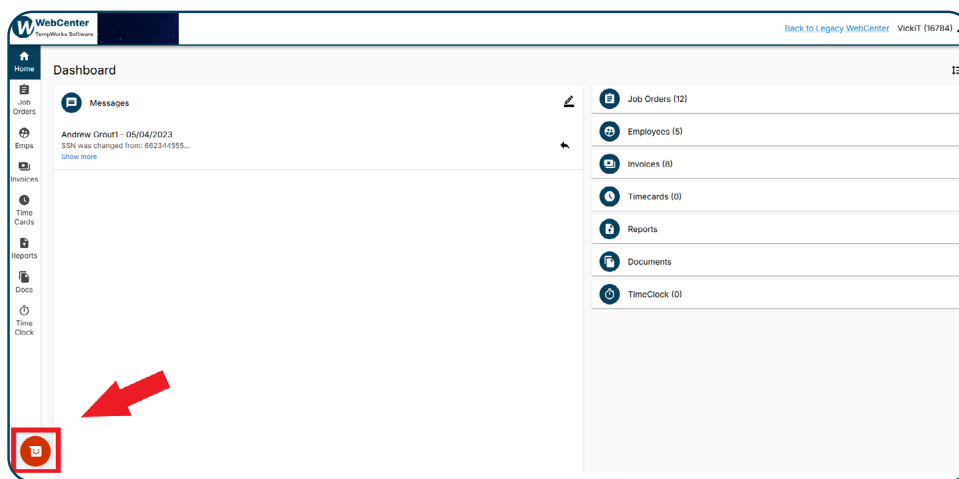 WebCenter
TempWorks Software
Back to Legacy WebCenter VickiT (16784)
Home
Job
Orders
Emps
Invoices
Time
Cards
Reports
Docs
Time
Clock
Dashboard
Messages
Andrew Grout1 - 05/04/2023
SSN was changed from: 662344555...
Show more
Job Orders (12)
Employees (5)
Invoices (8)
Timecards (0)
Reports
Documents
TimeClock (0)